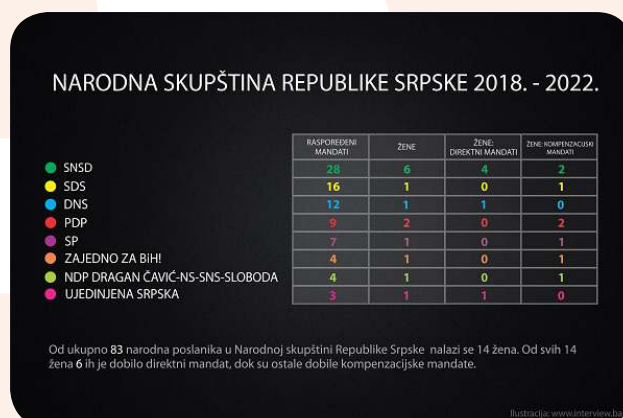 NARODNA SKUPŠTINA REPUBLIKE SRPSKE 2018. - 2022.
RASPOREĐENI MANDATI ŽENE ŽENE: DIREKTNI MANDATI ŽENE: KOMPENZACIJSKI MANDATI
SNSD 28 6 4 2
SDS 16 1 0 1
DNS 12 1 1 0
PDP 9 2 0 2
SP 7 1 0 1
ZAJEDNO ZA BiH! 4 1 0 1
NDP DRAGAN ČAVIĆ-NS-SNS-SLOBODA 4 1 0 1
UJEDINJENA SRPSKA 3 1 1 0
Od ukupno 83 narodna poslanika u Narodnoj skupštini Republike Srpske nalazi se 14 žena. Od svih 14
žena 6 ih je dobilo direktni mandat, dok su ostale dobile kompenzacijske mandate.
Ilustracija: www.interview.ba